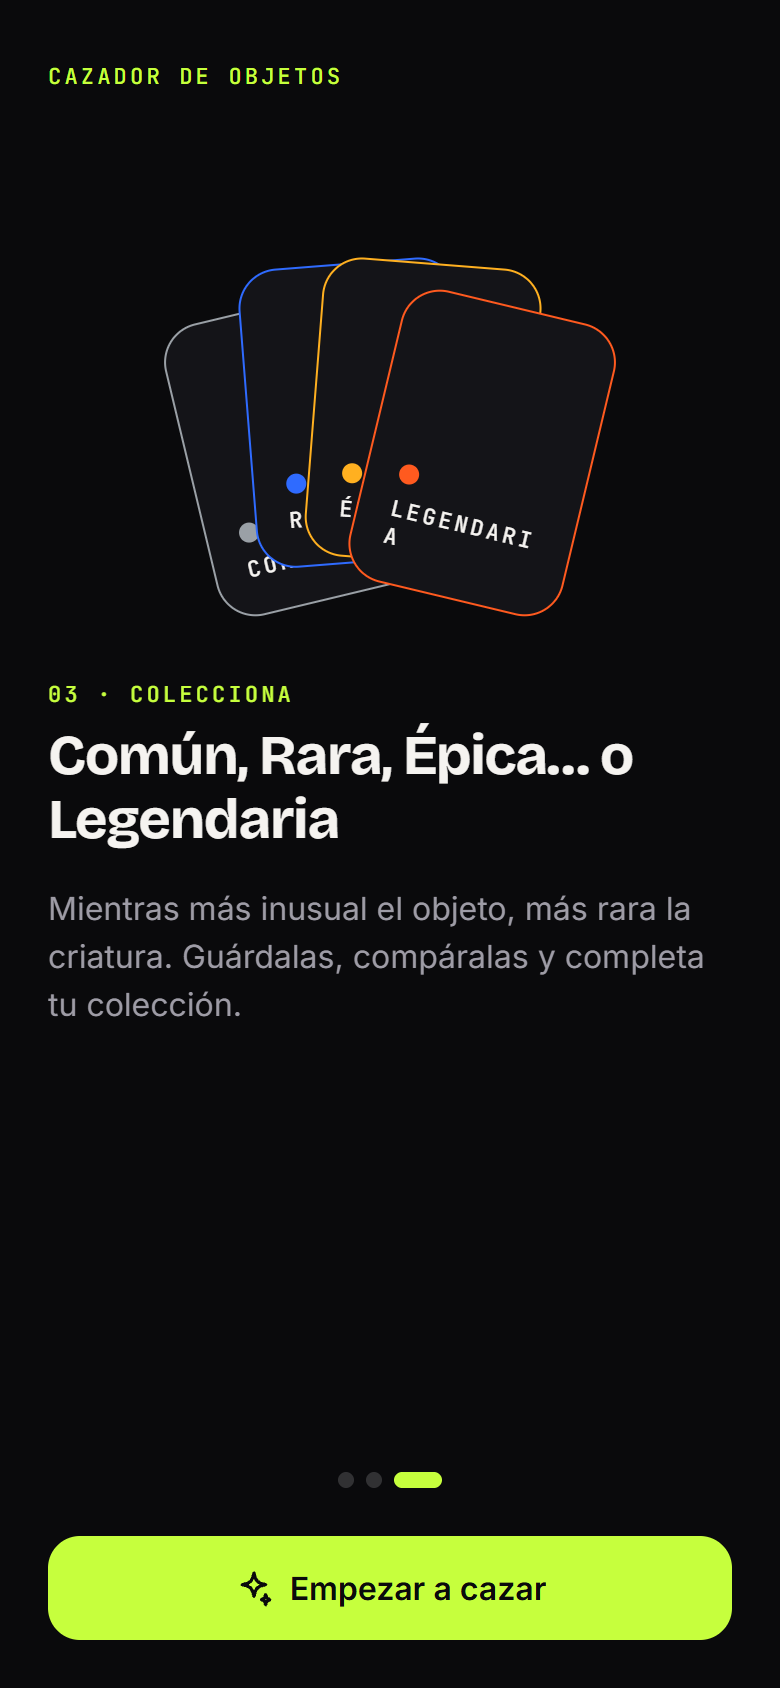 CAZADOR DE OBJETOS
R
É
LEGENDARI
A
03 · COLECCIONA
Común, Rara, Épica... o
Legendaria
Mientras más inusual el objeto, más rara la
criatura. Guárdalas, compáralas y completa
tu colección.
Empezar a cazar